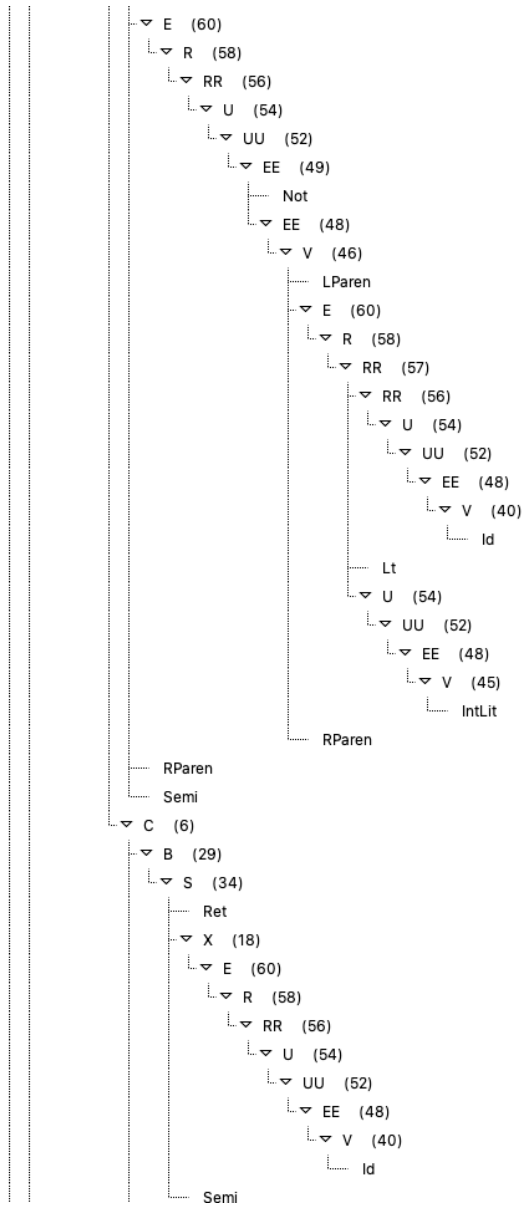 E (60)
R (58)
RR (56)
U (54)
UU (52)
EE (49)
Not
EE (48)
V (46)
LParen
E (60)
R (58)
RR (57)
RR (56)
U (54)
UU (52)
EE (48)
V (40)
Id
Lt
U (54)
UU (52)
EE (48)
V (45)
IntLit
RParen
RParen
Semi
C (6)
B (29)
S (34)
Ret
X (18)
E (60)
R (58)
RR (56)
U (54)
UU (52)
EE (48)
V (40)
Id
Semi